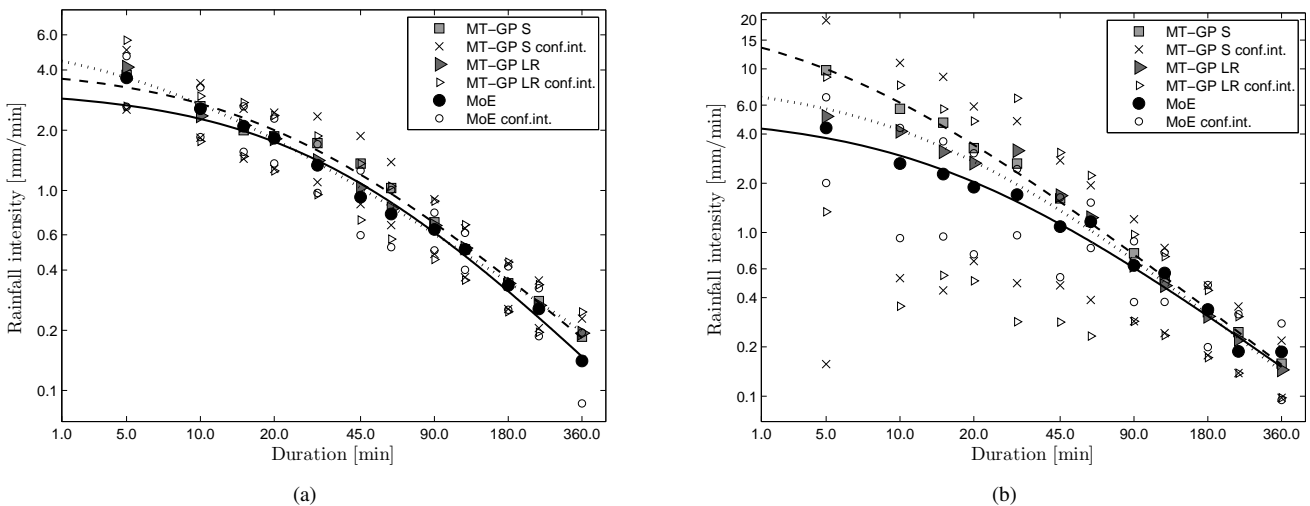 6.0
4.0
2.0
1.0
0.6
0.4
0.2
0.1
Rainfall intensity [mm/min]
MT-GP S
MT-GP S conf.int.
MT-GP LR
MT-GP LR conf.int.
MoE
MoE conf.int.
1.0 5.0 10.0 20.0 45.0 90.0 180.0 360.0
Duration [min]
(a)
20
15
10
6.0
4.0
2.0
1.0
0.6
0.4
0.2
0.1
Rainfall intensity [mm/min]
MT-GP S
MT-GP S conf.int.
MT-GP LR
MT-GP LR conf.int.
MoE
MoE conf.int.
1.0 5.0 10.0 20.0 45.0 90.0 180.0 360.0
Duration [min]
(b)